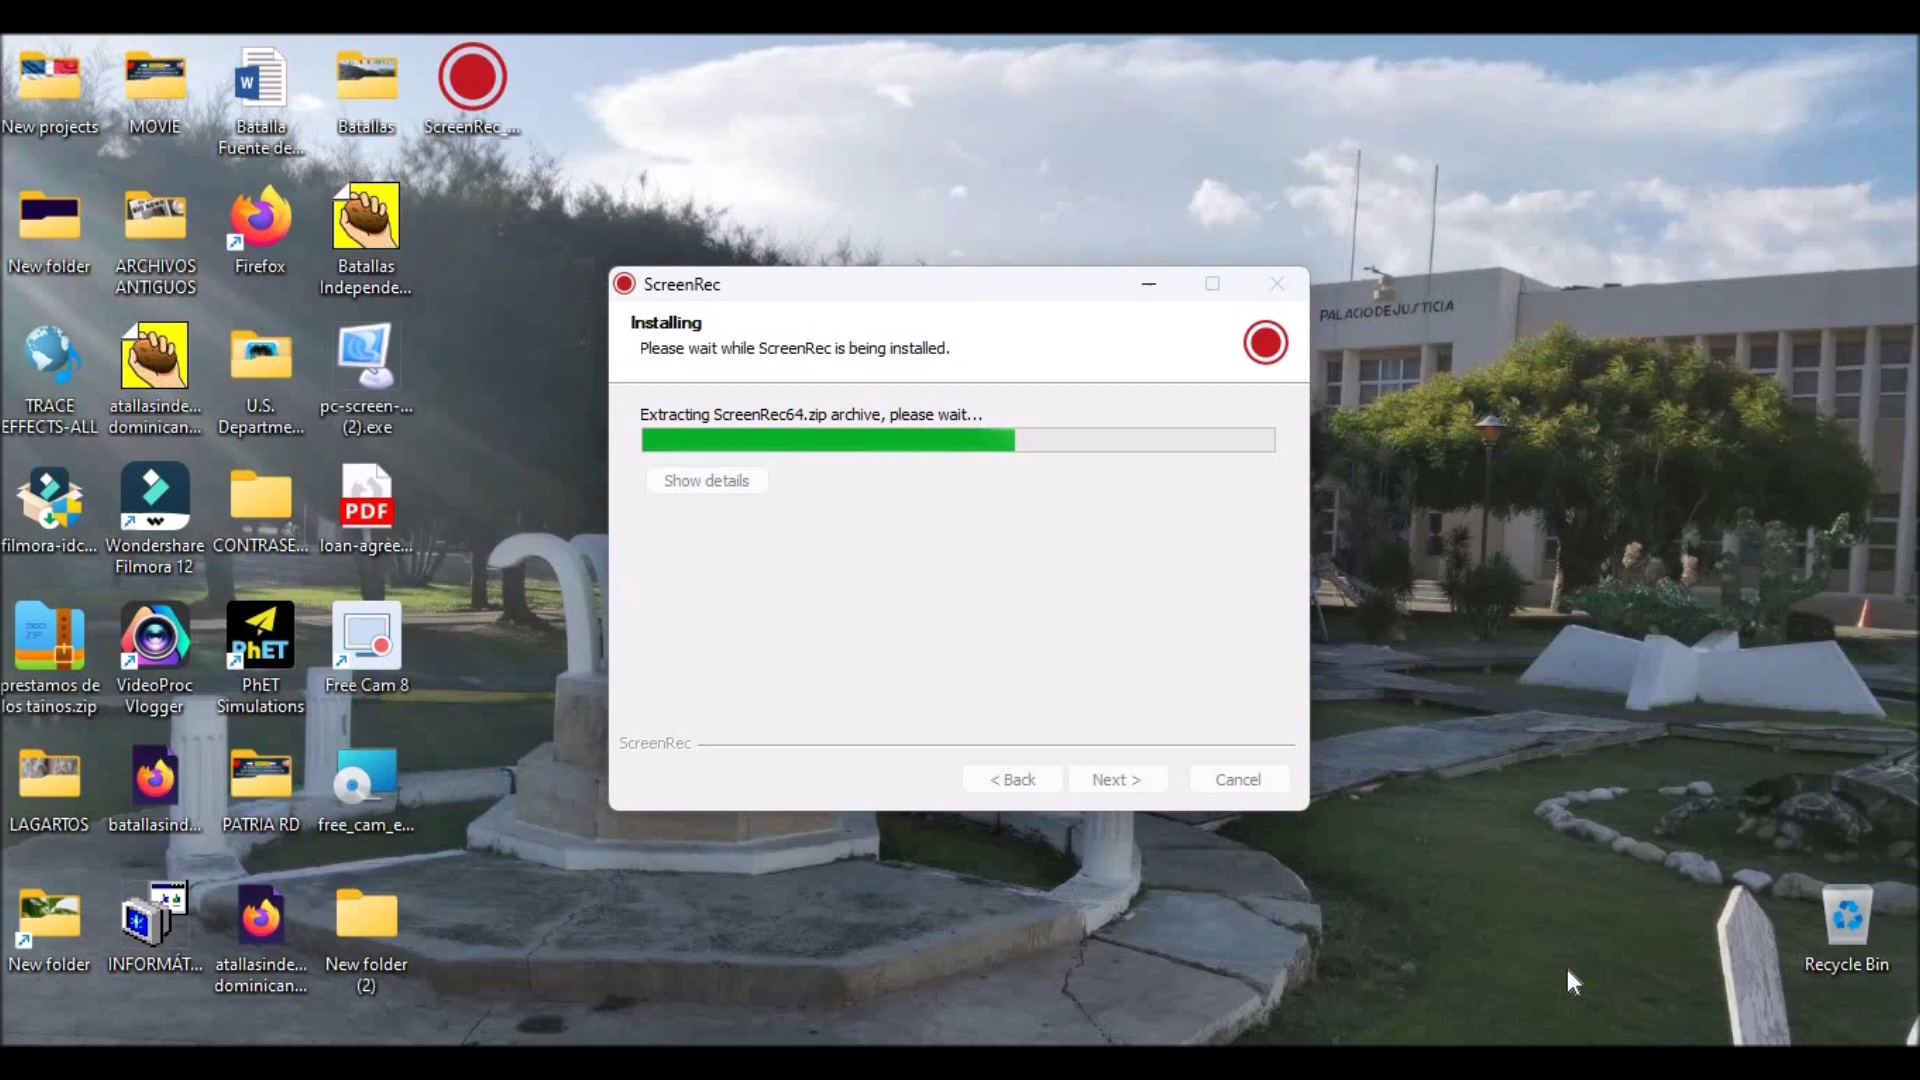 New projects
MOVIE
W
Batalla
Fuente de...
Batallas
ScreenRec_...
New folder
BIG NEWS
ARCHIVOS
ANTIGUOS
Firefox
Batallas
Independe...
TRACE
EFFECTS-ALL
atallasinde...
dominican...
U.S.
Departme...
pc-screen-...
(2).exe
filmora-idc...
Wondershare
Filmora 12
CONTRASE...
PDF
loan-agree...
prestamos de
los tainos.zip
VideoProc
Vlogger
PhET
PhET
Simulations
Free Cam 8
LAGARTOS
batallasind...
PATRIA RD
free_cam_e...
New folder
INFORMÁT...
atallasinde...
dominican...
New folder
(2)
ScreenRec
Installing
Please wait while ScreenRec is being installed.
Extracting ScreenRec64.zip archive, please wait...
Show details
ScreenRec
< Back
Next >
Cancel
PALACIO DE JUSTICIA
Recycle Bin